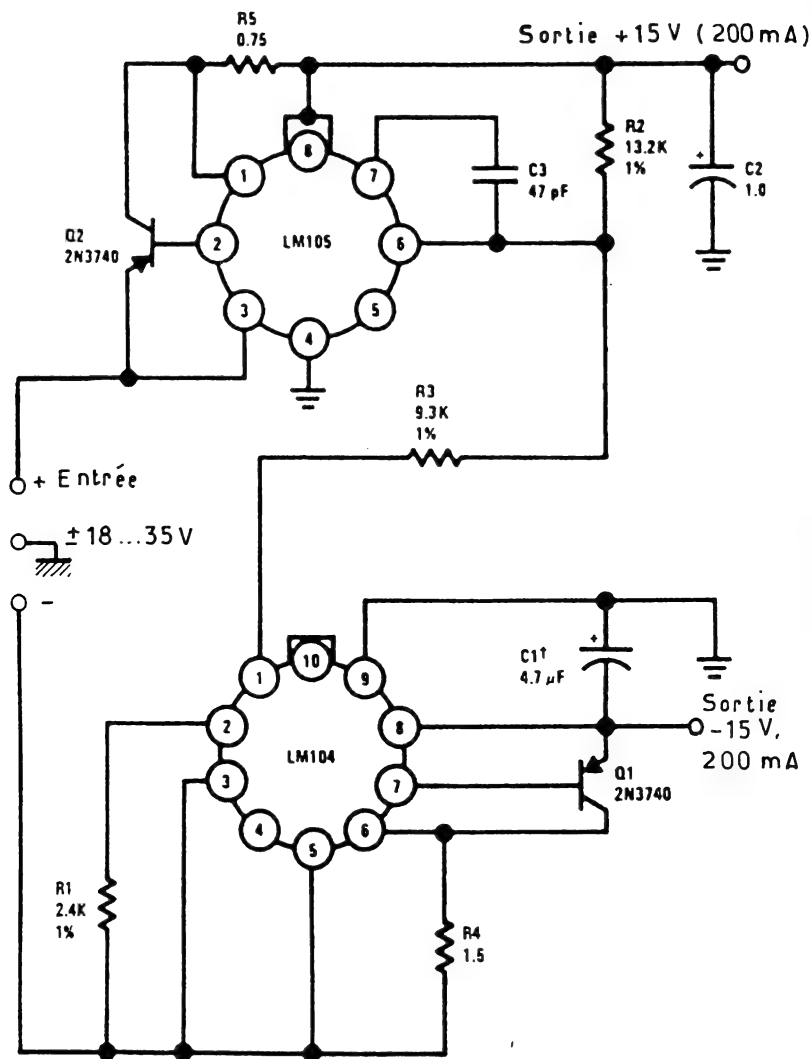 R5
0.75
Sortie +15 V (200 mA)
8
1
7
R2
13.2K
1%
C3
47 pF
+
C2
1.0
Q2
2N3740
2
LM105
6
3
5
4
R3
9.3K
1%
+ Entrée
±18...35V
-
10
1
9
+
C1†
4.7 µF
2
8
Sortie
-15 V,
200 mA
LM104
3
7
Q1
2N3740
4
6
5
R1
2.4K
1%
R4
1.5